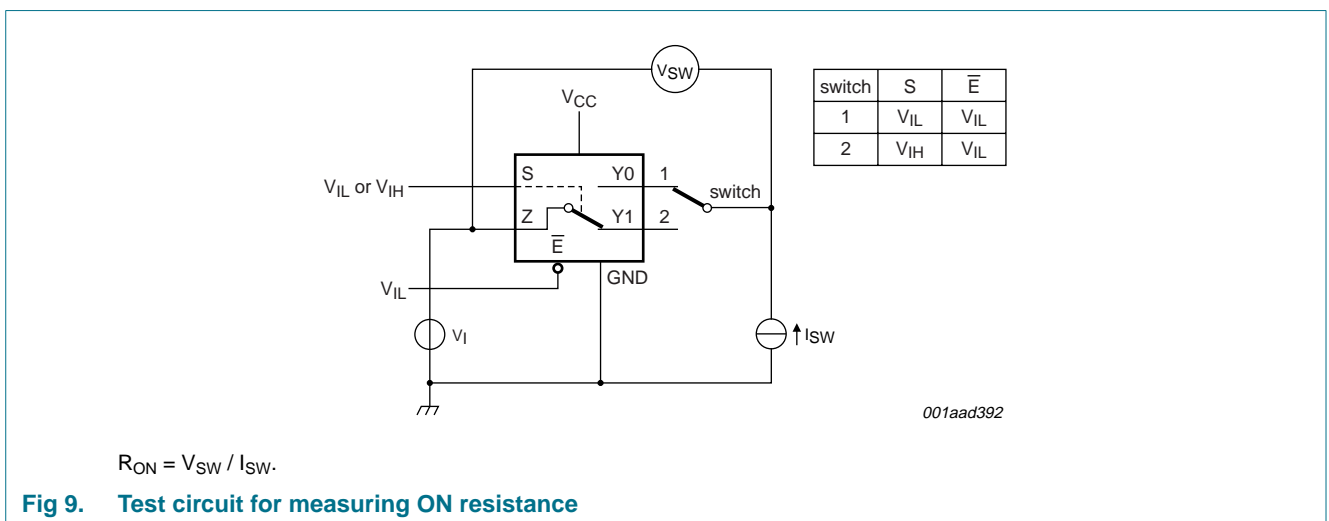 VSW
VCC
switch S E̅
1 VIL VIL
2 VIH VIL
S Y0 1
VIL or VIH
switch
Z Y1 2
E̅
GND
VIL
VI
ISW
001aad392
RON = VSW / ISW.
Fig 9. Test circuit for measuring ON resistance